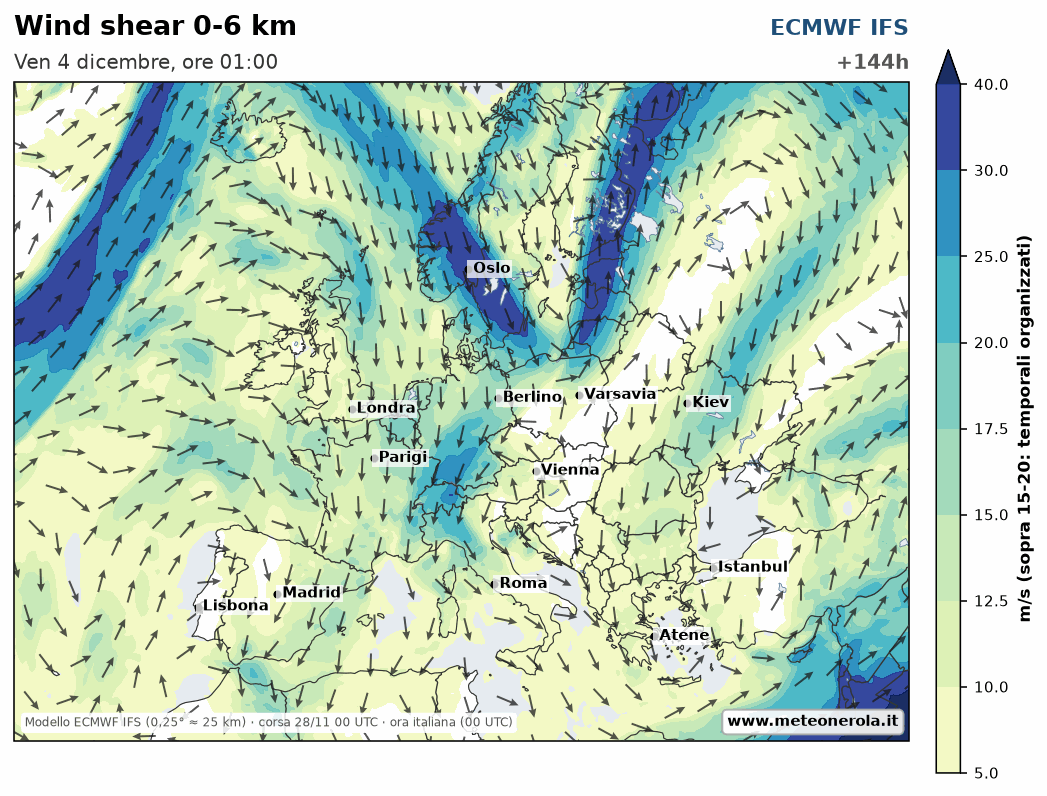 Wind shear 0-6 km
ECMWF IFS
Ven 4 dicembre, ore 01:00
+144h
Oslo
Berlino
Varsavia
Kiev
Londra
Parigi
Vienna
Istanbul
Roma
Madrid
Lisbona
Atene
Modello ECMWF IFS (0,25° ≈ 25 km) · corsa 28/11 00 UTC · ora italiana (00 UTC)
www.meteonerola.it
40.0
30.0
25.0
20.0
17.5
15.0
12.5
10.0
5.0
m/s (sopra 15-20: temporali organizzati)